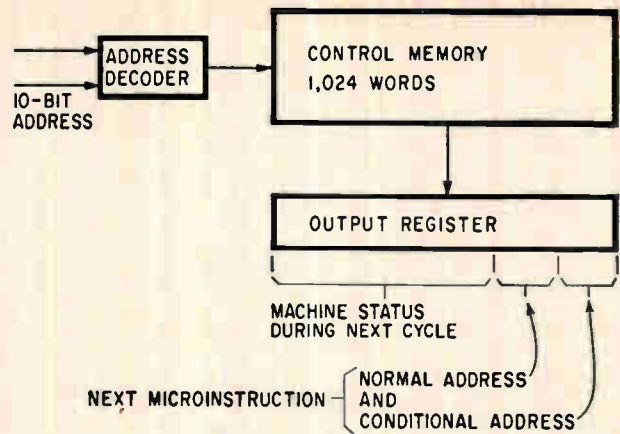 ADDRESS
DECODER
10-BIT
ADDRESS
CONTROL MEMORY
1,024 WORDS
OUTPUT REGISTER
MACHINE STATUS
DURING NEXT CYCLE
NEXT MICROINSTRUCTION
NORMAL ADDRESS
AND
CONDITIONAL ADDRESS